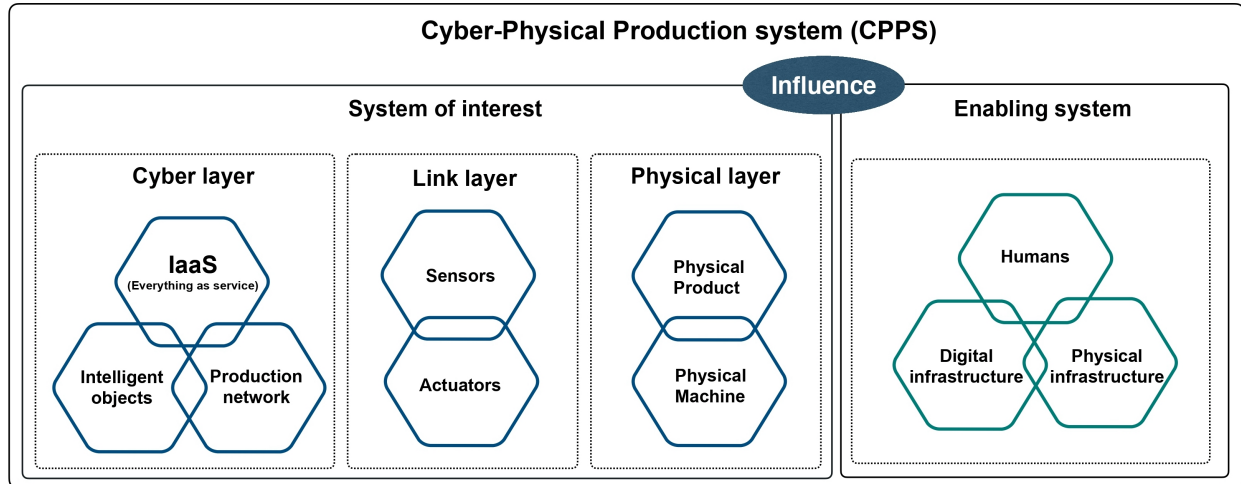 Cyber-Physical Production system (CPPS)
Influence
System of interest
Enabling system
Cyber layer
IaaS
(Everything as service)
Intelligent
objects
Production
network
Link layer
Sensors
Actuators
Physical layer
Physical
Product
Physical
Machine
Humans
Digital
infrastructure
Physical
infrastructure